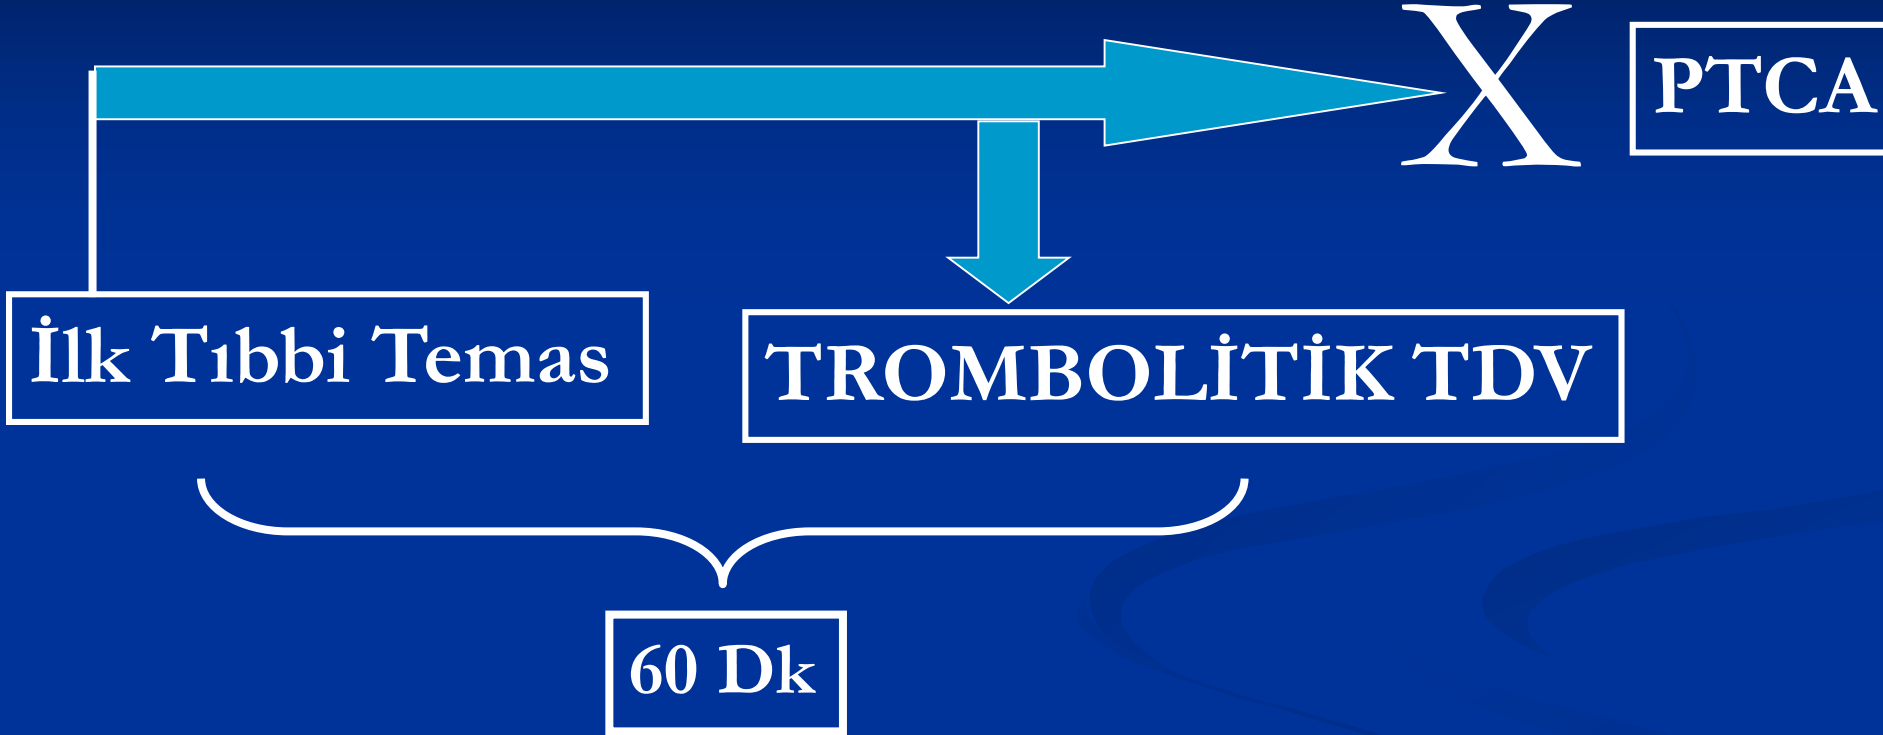 X
PTCA
İlk Tıbbi Temas
TROMBOLİTİK TDV
60 Dk